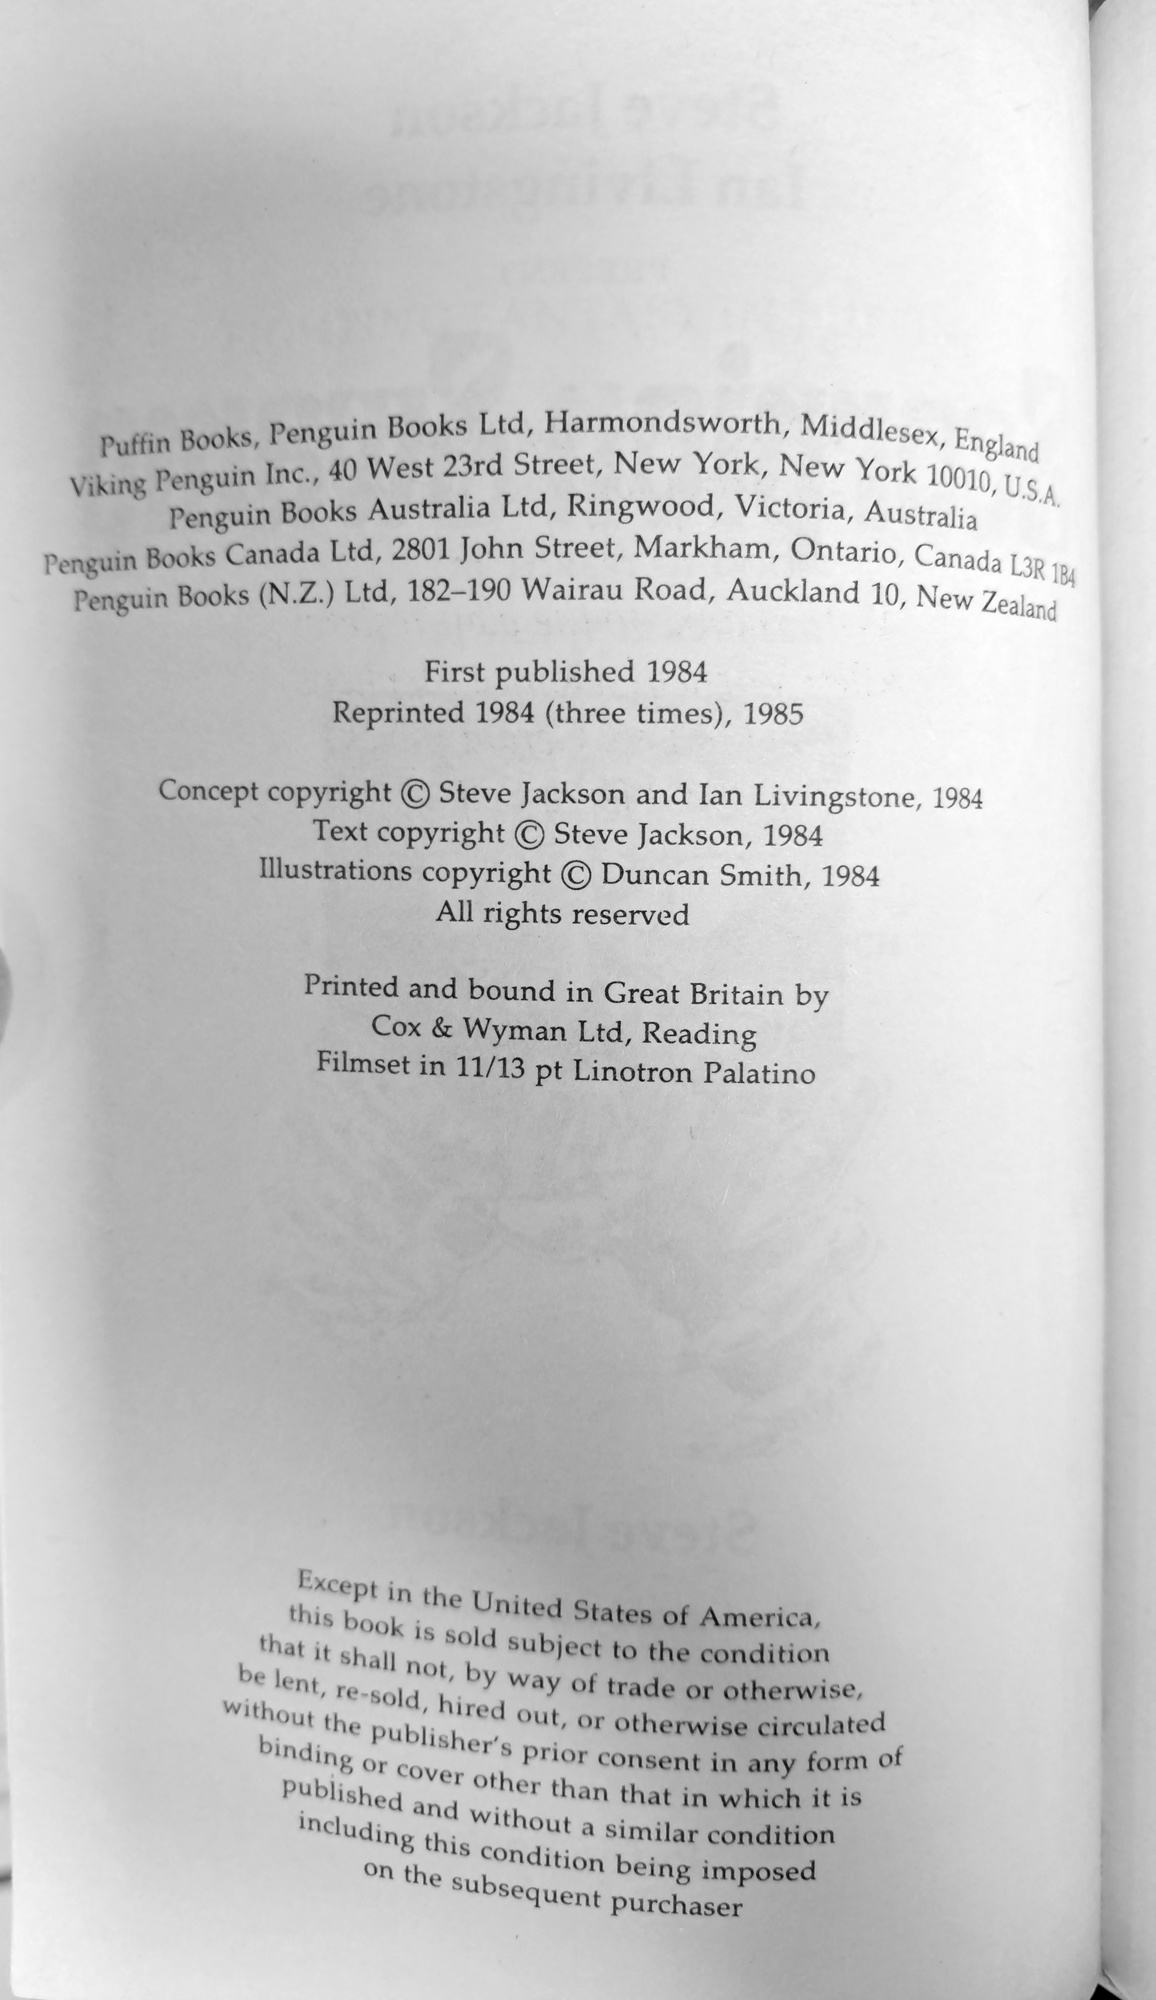 Puffin Books, Penguin Books Ltd, Harmondsworth, Middlesex, England
Viking Penguin Inc., 40 West 23rd Street, New York, New York 10010, U.S.A.
Penguin Books Australia Ltd, Ringwood, Victoria, Australia
Penguin Books Canada Ltd, 2801 John Street, Markham, Ontario, Canada L3R 1B4
Penguin Books (N.Z.) Ltd, 182–190 Wairau Road, Auckland 10, New Zealand
First published 1984
Reprinted 1984 (three times), 1985
Concept copyright © Steve Jackson and Ian Livingstone, 1984
Text copyright © Steve Jackson, 1984
Illustrations copyright © Duncan Smith, 1984
All rights reserved
Printed and bound in Great Britain by
Cox & Wyman Ltd, Reading
Filmset in 11/13 pt Linotron Palatino
Except in the United States of America,
this book is sold subject to the condition
that it shall not, by way of trade or otherwise,
be lent, re-sold, hired out, or otherwise circulated
without the publisher's prior consent in any form of
binding or cover other than that in which it is
published and without a similar condition
including this condition being imposed
on the subsequent purchaser